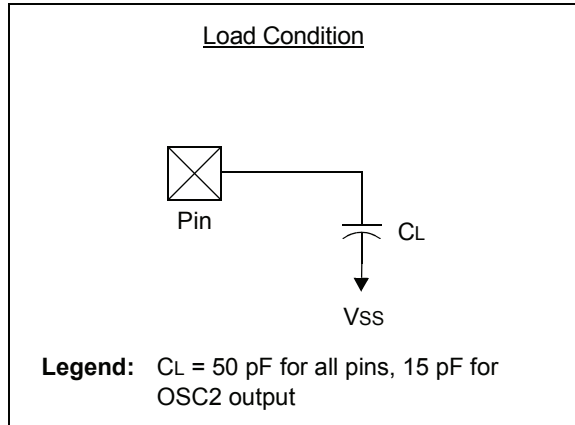 Load Condition
Pin
CL
VSS
Legend: CL = 50 pF for all pins, 15 pF for
OSC2 output